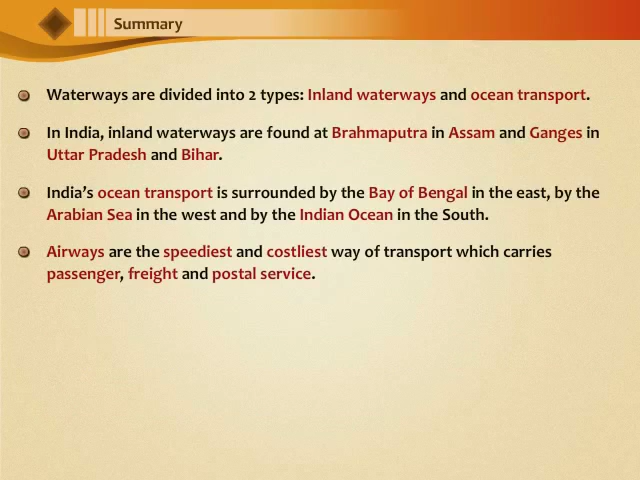 Summary
Waterways are divided into 2 types: Inland waterways and ocean transport.
In India, inland waterways are found at Brahmaputra in Assam and Ganges in
Uttar Pradesh and Bihar.
India's ocean transport is surrounded by the Bay of Bengal in the east, by the
Arabian Sea in the west and by the Indian Ocean in the South.
Airways are the speediest and costliest way of transport which carries
passenger, freight and postal service.